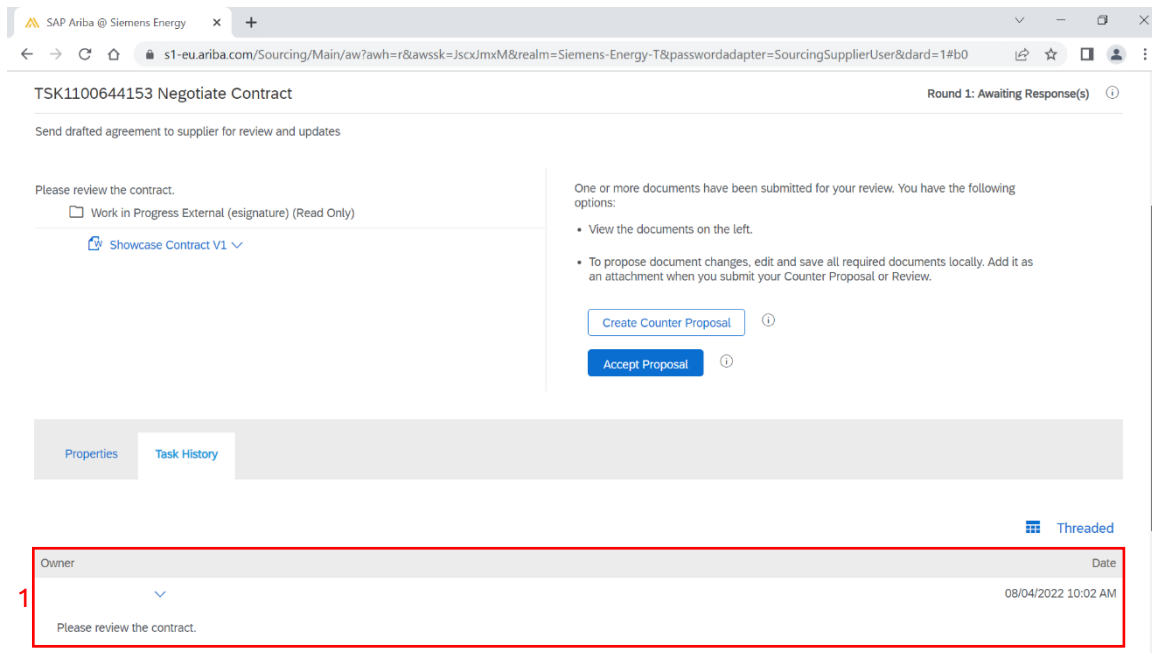 SAP Ariba @ Siemens Energy
s1-eu.ariba.com/Sourcing/Main/aw?awh=r&awssk=JscxJmxM&realm=Siemens-Energy-T&passwordadapter=SourcingSupplierUser&dard=1#b0
TSK1100644153 Negotiate Contract
Round 1: Awaiting Response(s)
Send drafted agreement to supplier for review and updates
Please review the contract.
Work in Progress External (esignature) (Read Only)
Showcase Contract V1
One or more documents have been submitted for your review. You have the following
options:
• View the documents on the left.
• To propose document changes, edit and save all required documents locally. Add it as
an attachment when you submit your Counter Proposal or Review.
Create Counter Proposal
Accept Proposal
Properties
Task History
Threaded
Owner
Date
1
08/04/2022 10:02 AM
Please review the contract.